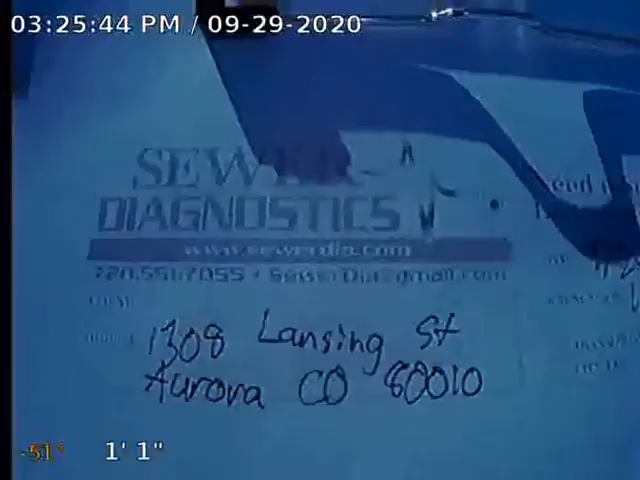 03:25:44 PM / 09-29-2020
SEWER
DIAGNOSTICS
www.sewerdia.com
720.551.7055 • SewerDia@gmail.com
1308 Lansing St
Aurora CO 80010
-51° 1' 1"